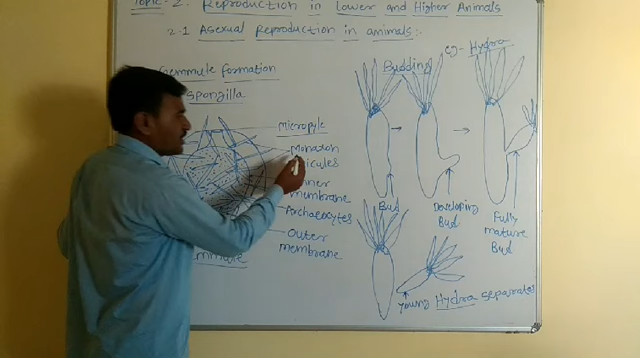 Topic-2. Reproduction in Lower and Higher Animals
2.1 Asexual Reproduction in animals:-
Gemmule formation
Spongilla
Micropyle
Monaxon
membrane
Archaeocytes
Outer
membrane
Budding eg- Hydra
Bud
Developing
Bud
Fully
mature
Bud
Young Hydra separates